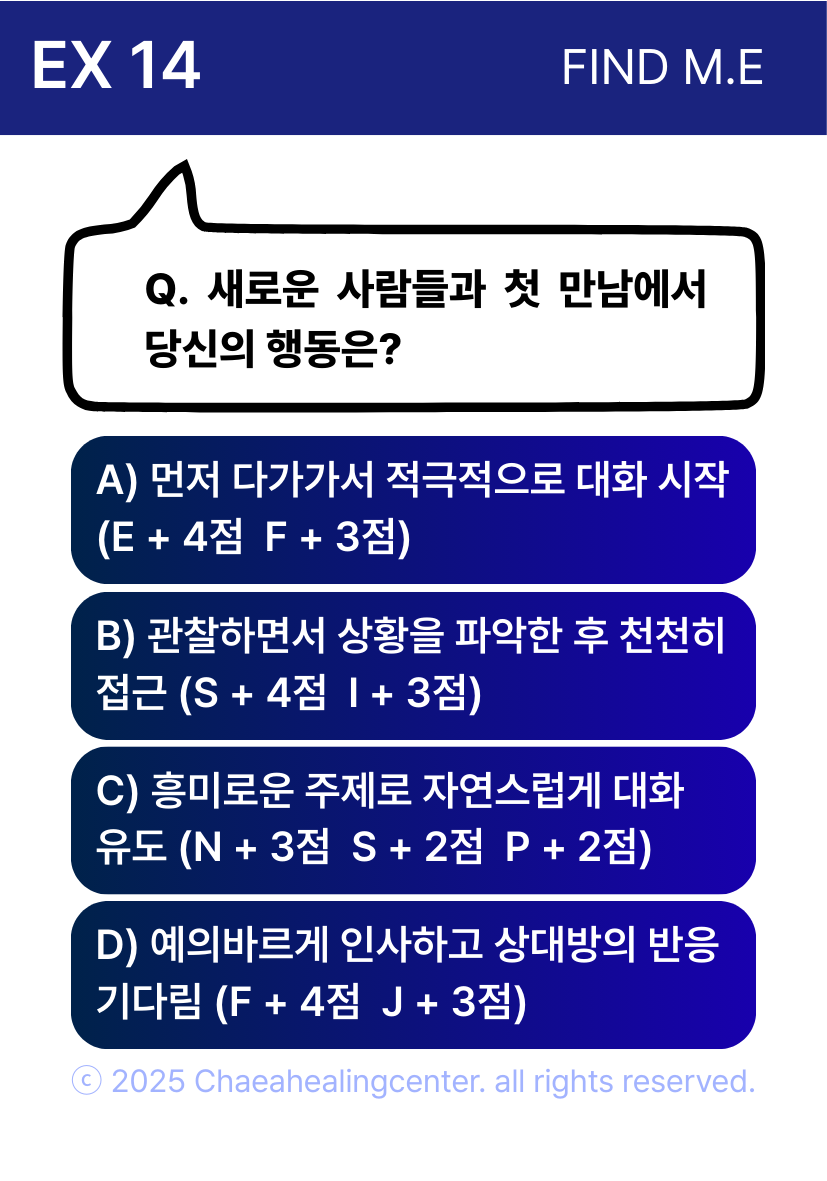 EX 14
FIND M.E
Q. 새로운 사람들과 첫 만남에서
당신의 행동은?
A) 먼저 다가가서 적극적으로 대화 시작
(E + 4점 F + 3점)
B) 관찰하면서 상황을 파악한 후 천천히
접근 (S + 4점 I + 3점)
C) 흥미로운 주제로 자연스럽게 대화
유도 (N + 3점 S + 2점 P + 2점)
D) 예의바르게 인사하고 상대방의 반응
기다림 (F + 4점 J + 3점)
ⓒ 2025 Chaeahealingcenter. all rights reserved.